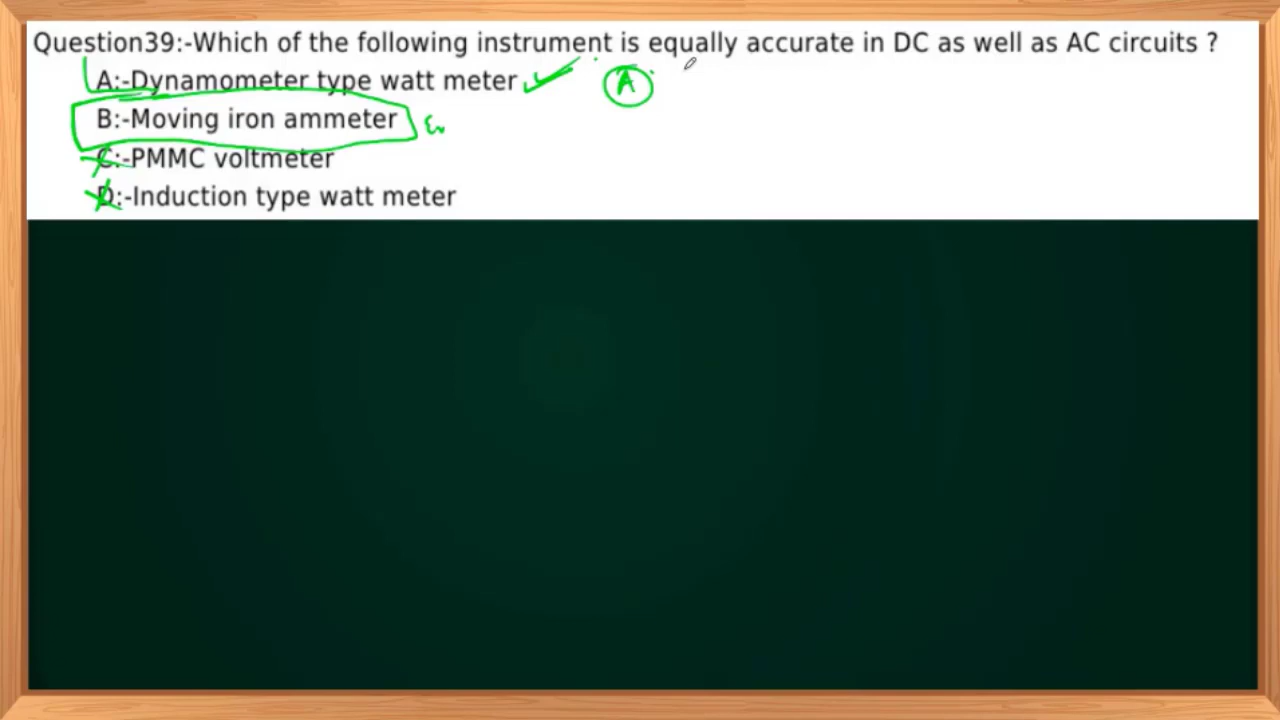 Question39:-Which of the following instrument is equally accurate in DC as well as AC circuits ?
A:-Dynamometer type watt meter A
B:-Moving iron ammeter
C:-PMMC voltmeter
D:-Induction type watt meter